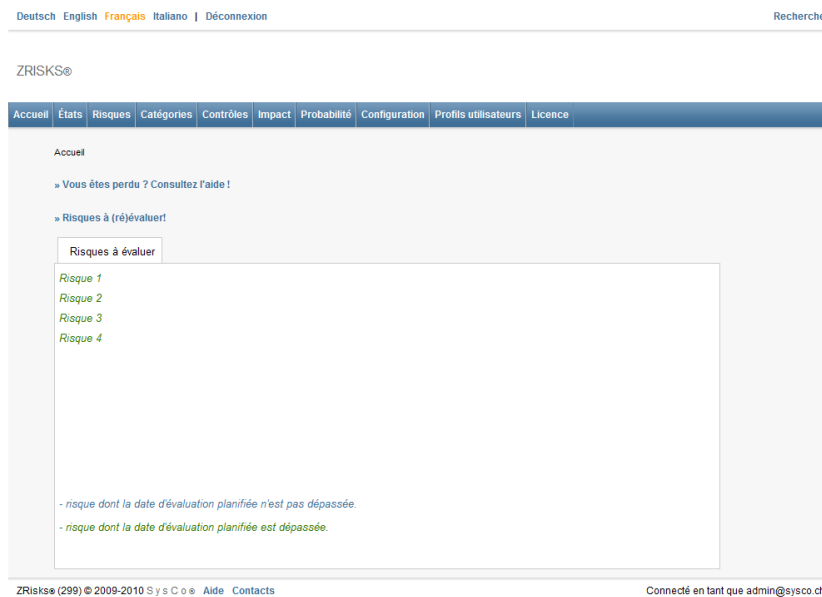 Deutsch English Français Italiano | Déconnexion Recherche
ZRISKS®
Accueil États Risques Catégories Contrôles Impact Probabilité Configuration Profils utilisateurs Licence
Accueil
» Vous êtes perdu ? Consultez l'aide !
» Risques à (ré)évaluer!
Risques à évaluer
Risque 1
Risque 2
Risque 3
Risque 4
- risque dont la date d'évaluation planifiée n'est pas dépassée.
- risque dont la date d'évaluation planifiée est dépassée.
ZRisks® (299) © 2009-2010 S y s C o ® Aide Contacts Connecté en tant que admin@sysco.ch